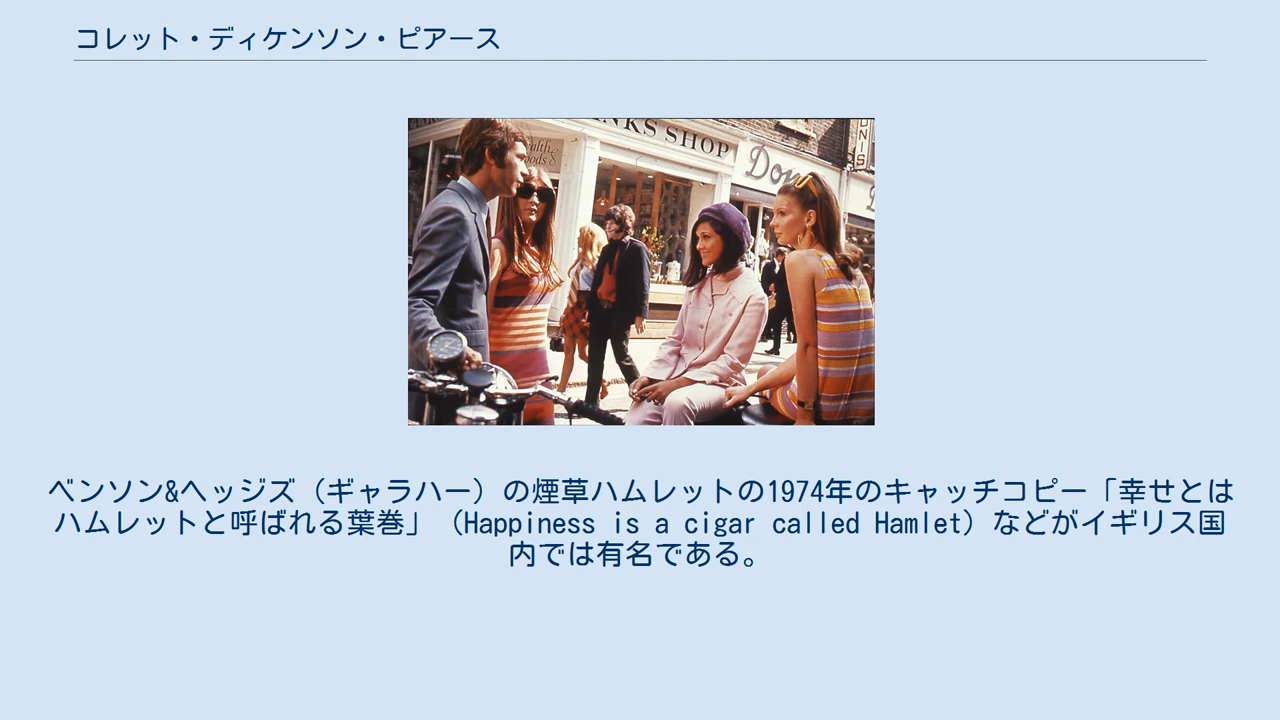 コレット・ディケンソン・ピアース
NKS SHOP
ONIS
ベンソン&ヘッジズ（ギャラハー）の煙草ハムレットの1974年のキャッチコピー「幸せとは
ハムレットと呼ばれる葉巻」（Happiness is a cigar called Hamlet）などがイギリス国
内では有名である。